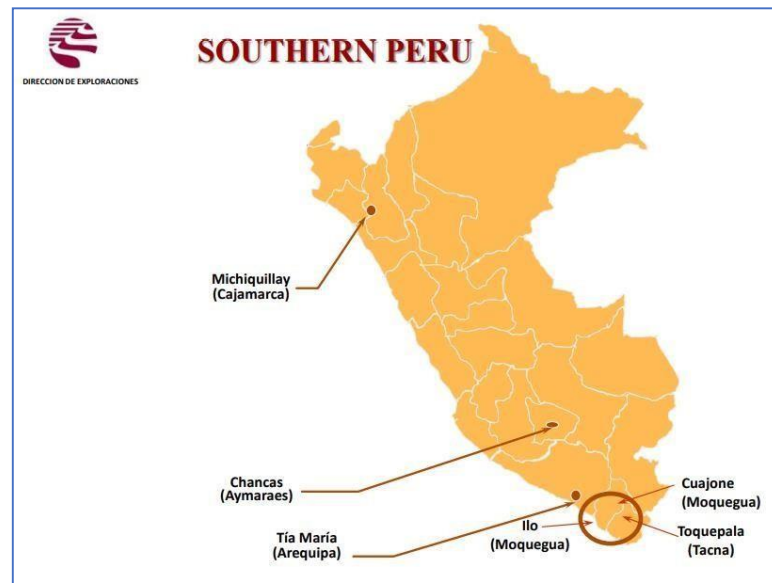 SOUTHERN PERU
DIRECCION DE EXPLORACIONES
Michiquillay
(Cajamarca)
Chancas
(Aymaraes)
Tía María
(Arequipa)
Ilo
(Moquegua)
Cuajone
(Moquegua)
Toquepala
(Tacna)